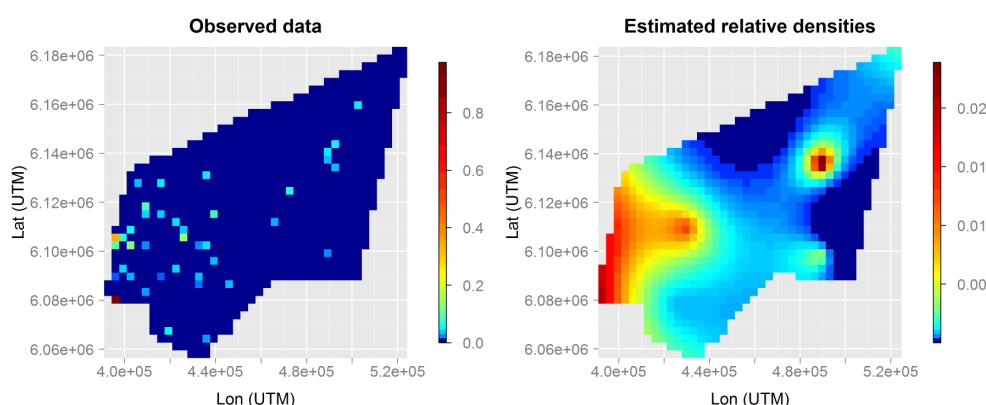 Observed data
Estimated relative densities
6.18e+06
6.16e+06
6.14e+06
6.12e+06
6.10e+06
6.08e+06
6.06e+06
Lat (UTM)
4.0e+05
4.4e+05
4.8e+05
5.2e+05
Lon (UTM)
0.8
0.6
0.4
0.2
0.0
6.18e+06
6.16e+06
6.14e+06
6.12e+06
6.10e+06
6.08e+06
6.06e+06
Lat (UTM)
4.0e+05
4.4e+05
4.8e+05
5.2e+05
Lon (UTM)
0.02
0.01
0.01
0.00